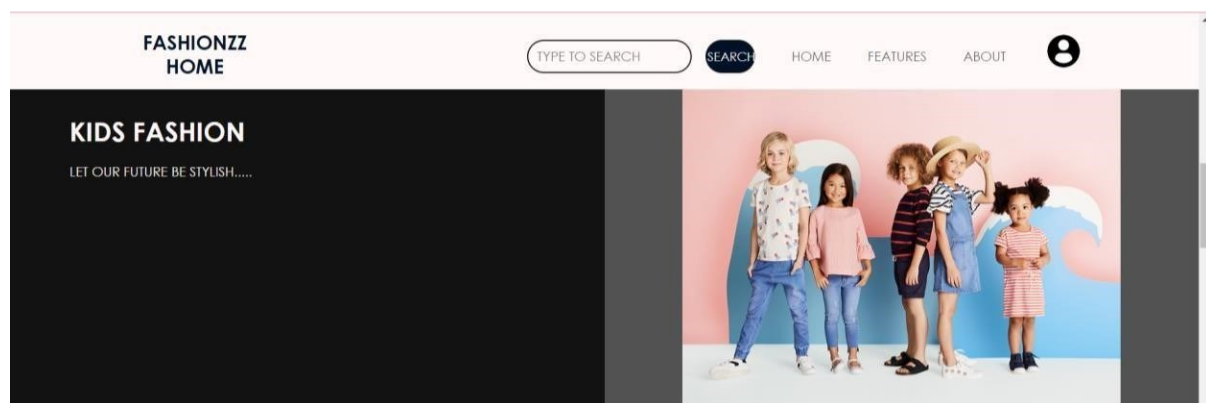 FASHIONZZ
HOME
TYPE TO SEARCH
SEARCH
HOME
FEATURES
ABOUT
KIDS FASHION
LET OUR FUTURE BE STYLISH.....